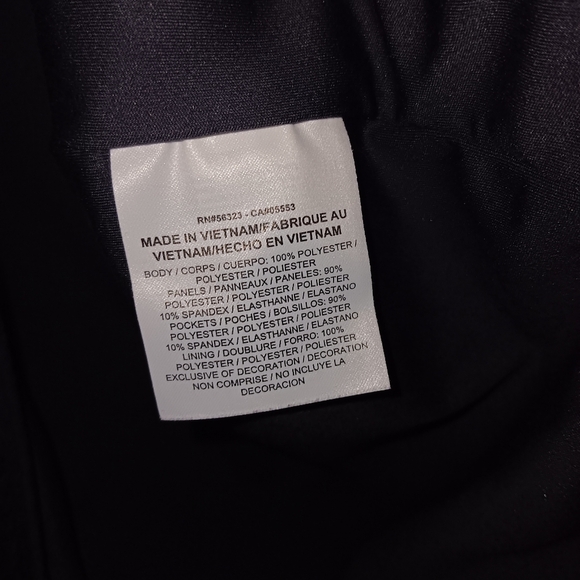 RN#56323 - CA#05553
MADE IN VIETNAM/FABRIQUE AU
VIETNAM/HECHO EN VIETNAM
BODY / CORPS / CUERPO: 100% POLYESTER /
POLYESTER / POLIESTER
PANELS / PANNEAUX / PANELES: 90%
POLYESTER / POLYESTER / POLIESTER
10% SPANDEX / ELASTHANNE / ELASTANO
POCKETS / POCHES / BOLSILLOS: 90%
POLYESTER / POLYESTER / POLIESTER
10% SPANDEX / ELASTHANNE / ELASTANO
LINING / DOUBLURE / FORRO: 100%
POLYESTER / POLYESTER / POLIESTER
EXCLUSIVE OF DECORATION / DECORATION
NON COMPRISE / NO INCLUYE LA
DECORACION